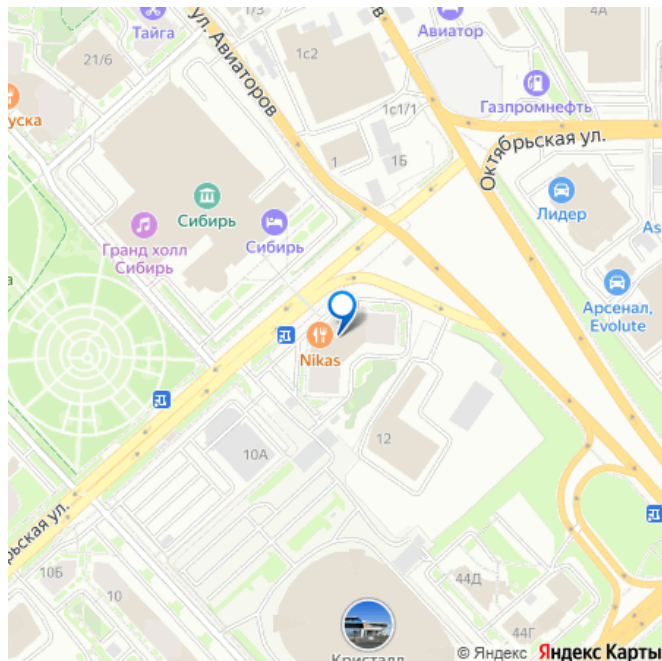 Тайга
1/3
ул. Авиаторов
Авиатор
4А
21/6
1с2
Газпромнефть
уска
1с1/1
Октябрьская ул.
1
1Б
Сибирь
Гранд холл
Сибирь
Сибирь
Лидер
As
а
Арсенал,
Evolute
Nikas
12
10А
рьская ул.
10Б
10
44Д
44Г
Кристалл
© Яндекс Яндекс Карты